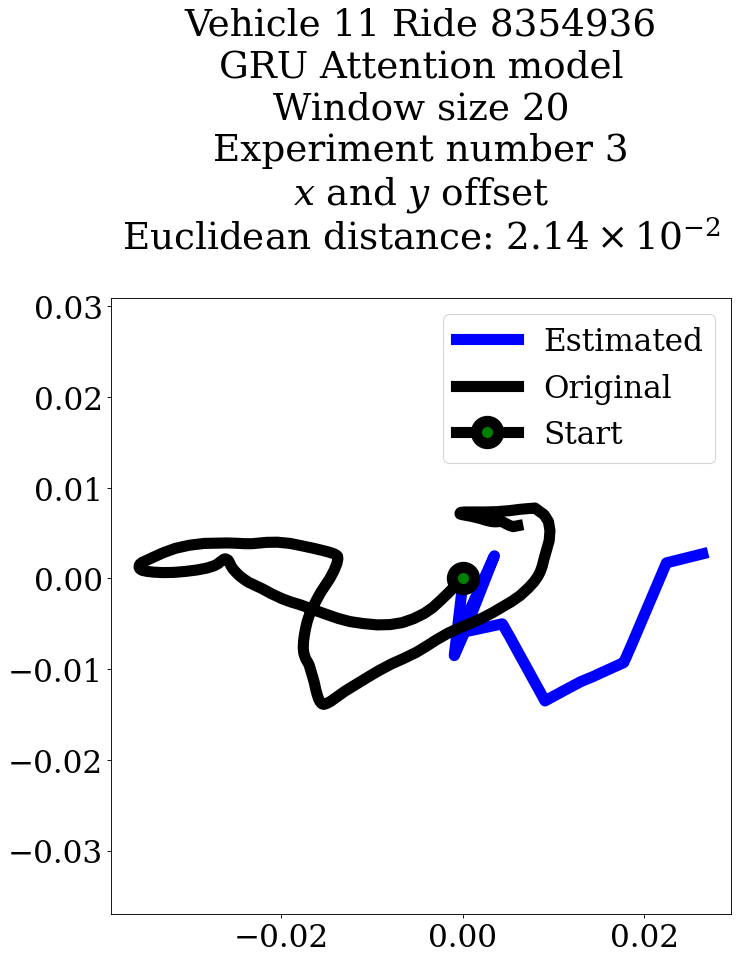 Vehicle 11 Ride 8354936
GRU Attention model
Window size 20
Experiment number 3
x and y offset
Euclidean distance: 2.14 × 10⁻²
Estimated
Original
Start
0.03
0.02
0.01
0.00
−0.01
−0.02
−0.03
−0.02 0.00 0.02